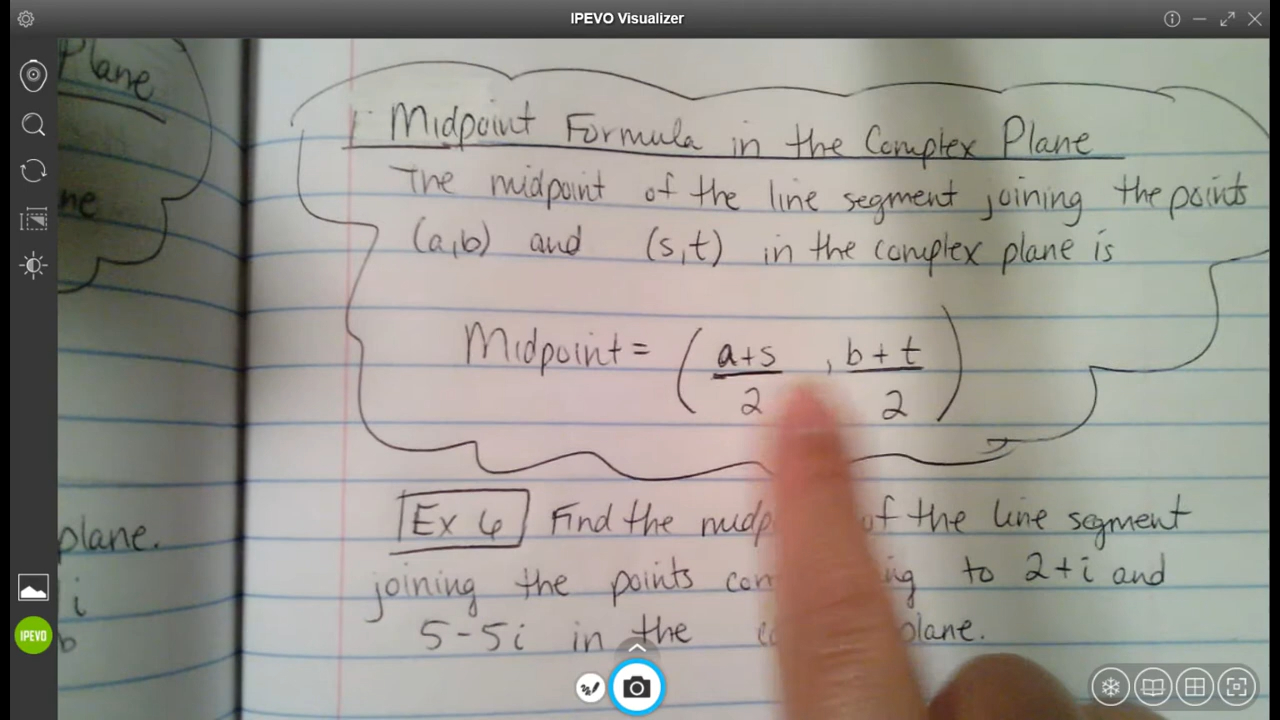 IPEVO Visualizer
Plane
ne
Midpoint Formula in the Complex Plane
The midpoint of the line segment joining the points
(a,b) and (s,t) in the complex plane is
Midpoint = (a+s/2, b+t/2)
Ex 6 Find the midp of the line segment
joining the points con ing to 2+i and
5-5i in the plane.
plane.
i
b
IPEVO